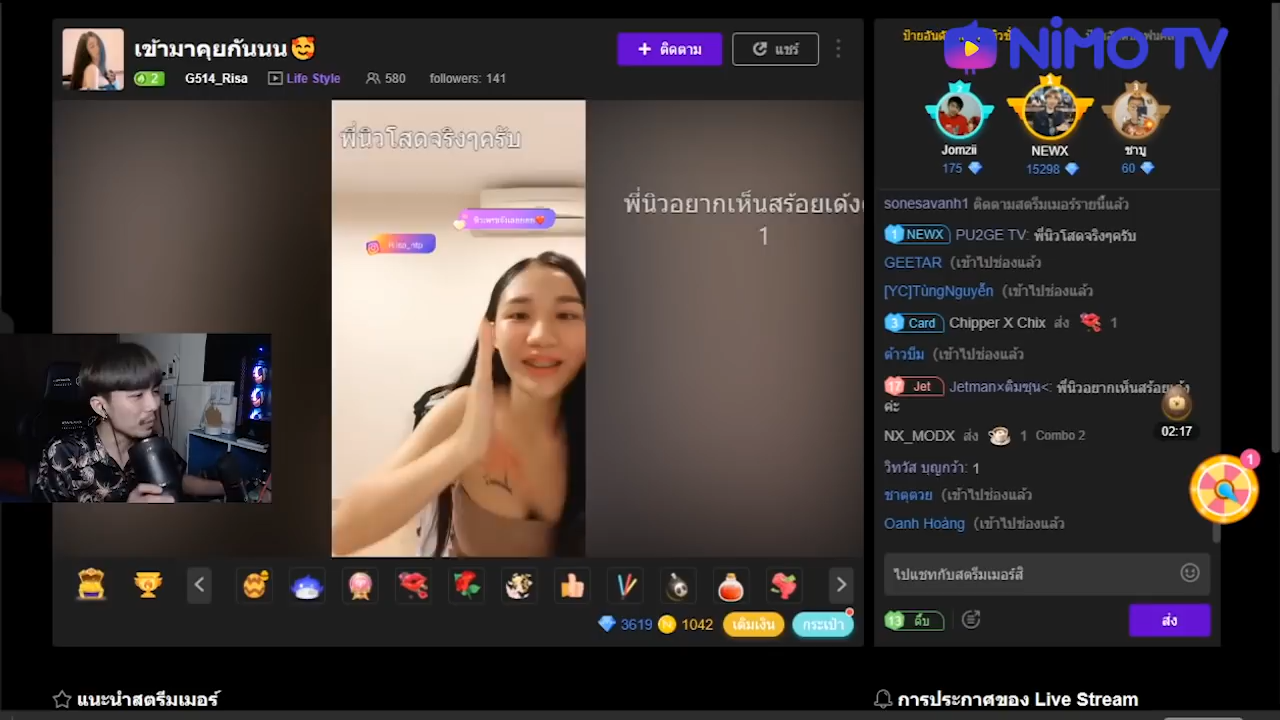 เข้ามาคุยกันนน🥰
2 G514_Risa Life Style 580 followers: 141
+ ติดตาม
แชร์
NiMO TV
พี่นิวโสดจริงๆครับ
พี่นิวอยากเห็นสร้อยเด้ง
1
2 1 3
Jomzii NEWX ชาบู
175 15298 60
sonesavanh1 ติดตามสตรีมเมอร์รายนี้แล้ว
1 NEWX PU2GE TV: พี่นิวโสดจริงๆครับ
GEETAR (เข้าไปช่องแล้ว
[YC]TùngNguyễn (เข้าไปช่องแล้ว
3 Card Chipper X Chix ส่ง 1
ต้าวบีม (เข้าไปช่องแล้ว
17 Jet Jetman×ติมซุน<: พี่นิวอยากเห็นสร้อยเด้ง
ค่ะ
02:17
NX_MODX ส่ง 1 Combo 2
วิทวัส บุญกว้า: 1
1
ชาตุดวย (เข้าไปช่องแล้ว
Oanh Hoàng (เข้าไปช่องแล้ว
ไปแชทกับสตรีมเมอร์สิ
3619 N 1042 เติมเงิน กระเป๋า
13 ดื้บ
ส่ง
แนะนำสตรีมเมอร์
การประกาศของ Live Stream